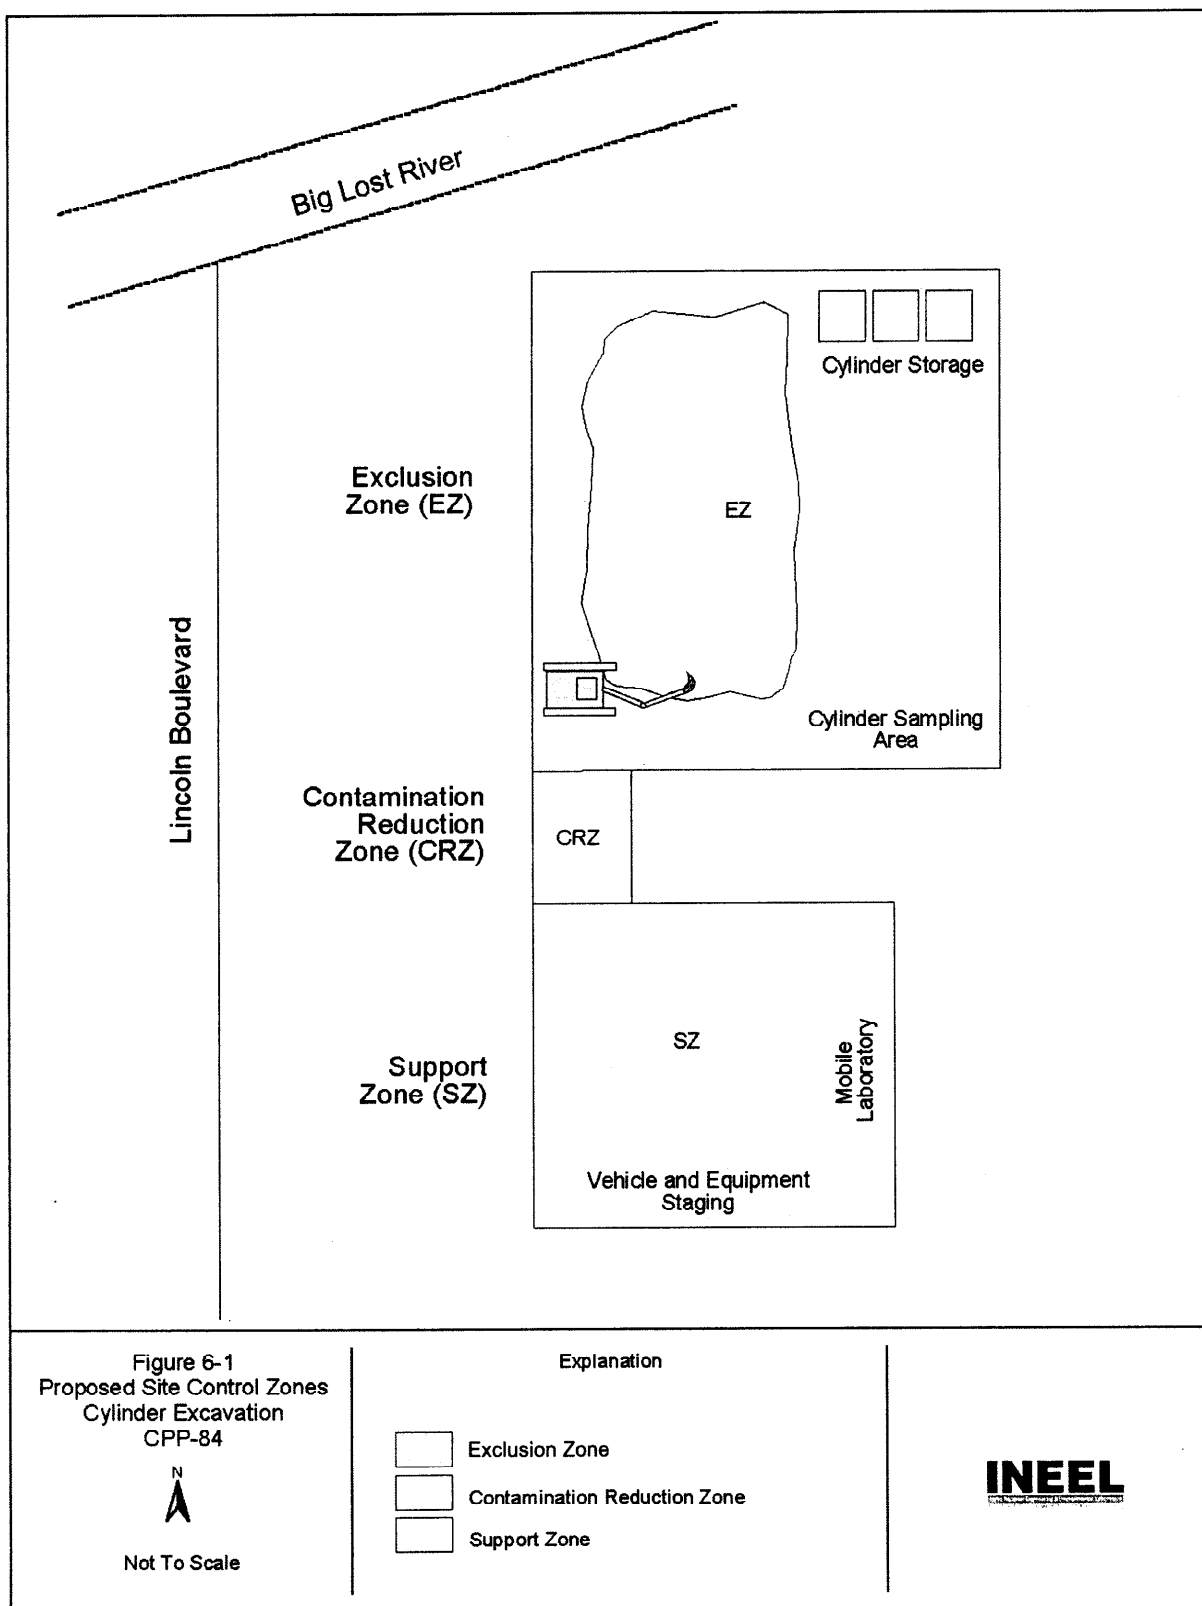 Big Lost River
Cylinder Storage
Exclusion
Zone (EZ)
EZ
Lincoln Boulevard
Cylinder Sampling
Area
Contamination
Reduction
Zone (CRZ)
CRZ
Support
Zone (SZ)
SZ
Mobile
Laboratory
Vehicle and Equipment
Staging
Figure 6-1
Proposed Site Control Zones
Cylinder Excavation
CPP-84
N
Not To Scale
Explanation
Exclusion Zone
Contamination Reduction Zone
Support Zone
INEEL